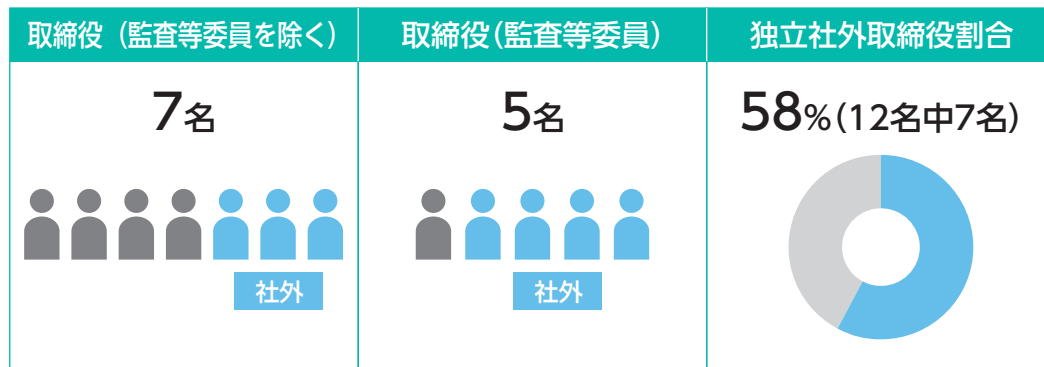 取締役（監査等委員を除く）
取締役（監査等委員）
独立社外取締役割合
7名
5名
58%（12名中7名）
社外
社外